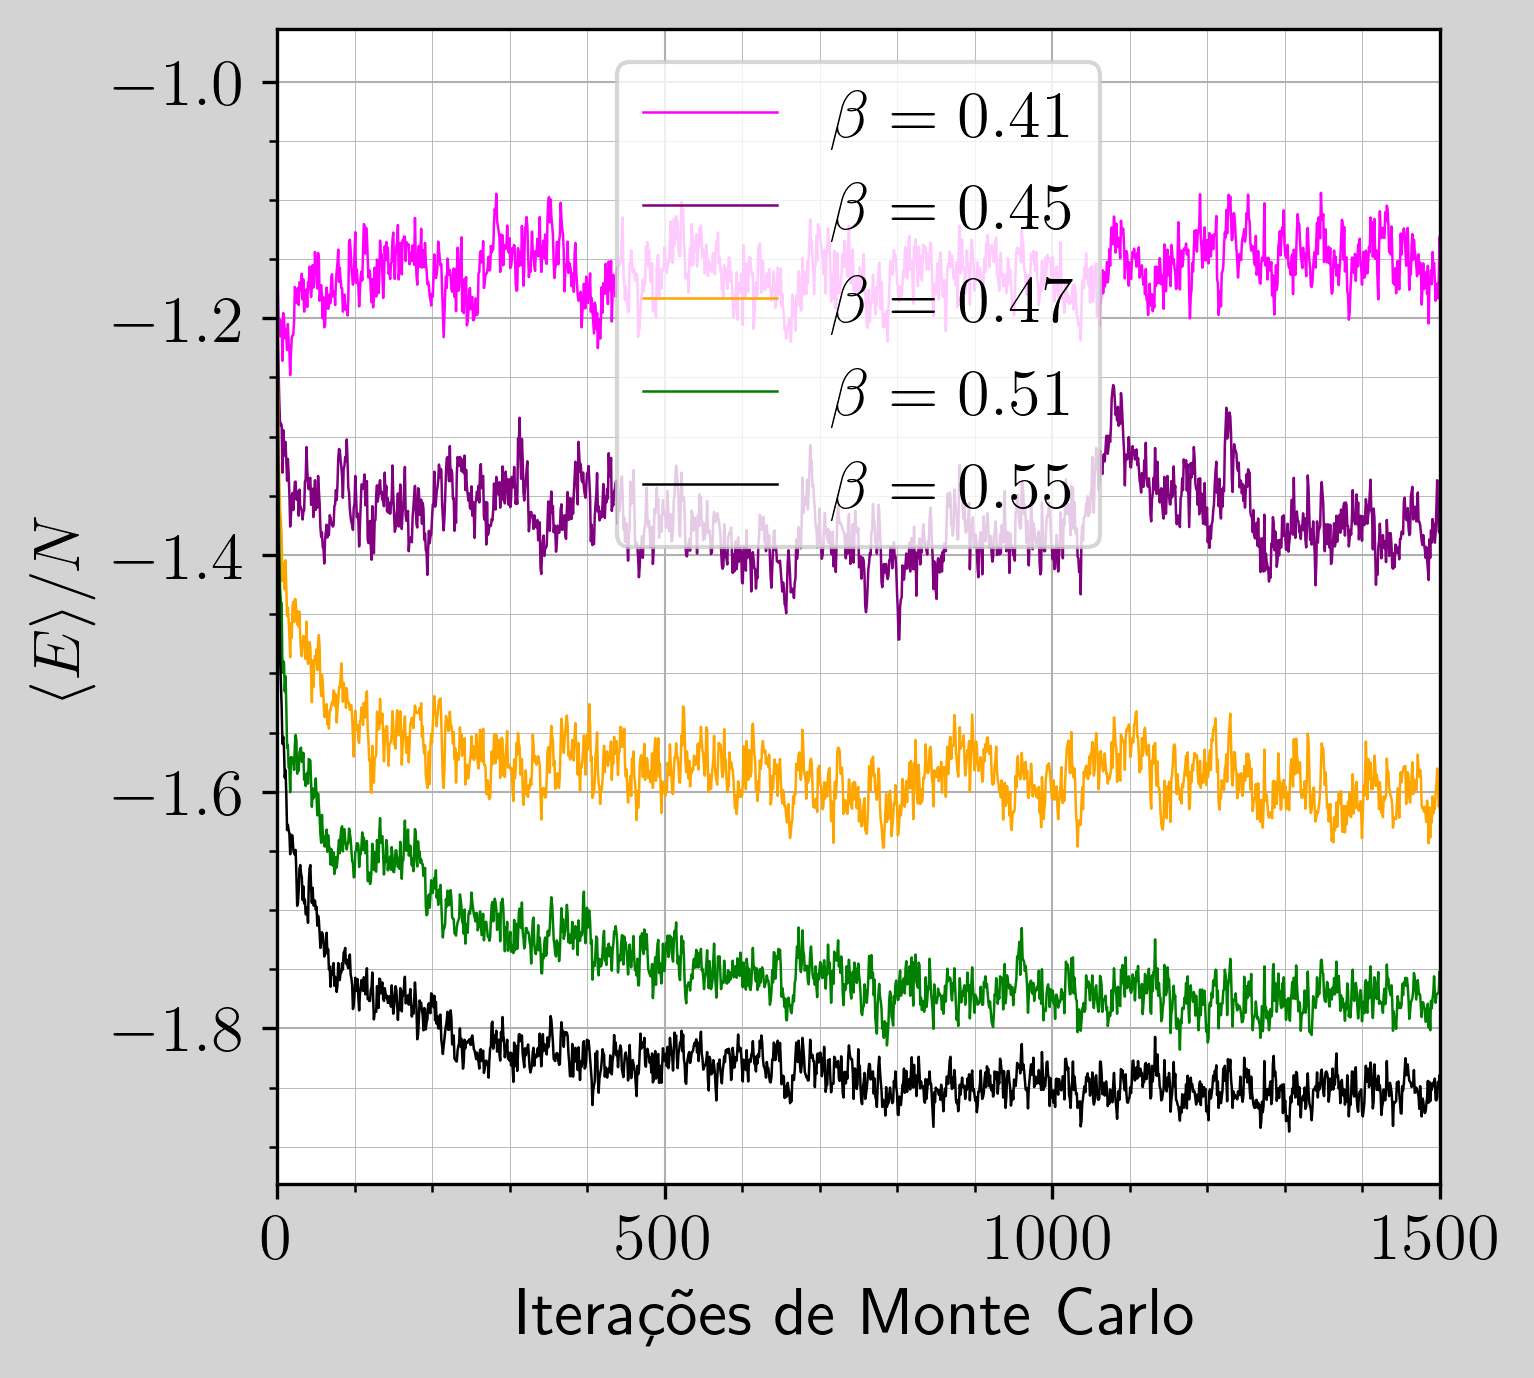 ⟨E⟩/N
−1.0
−1.2
−1.4
−1.6
−1.8
β = 0.41
β = 0.45
β = 0.47
β = 0.51
β = 0.55
0 500 1000 1500
Iterações de Monte Carlo